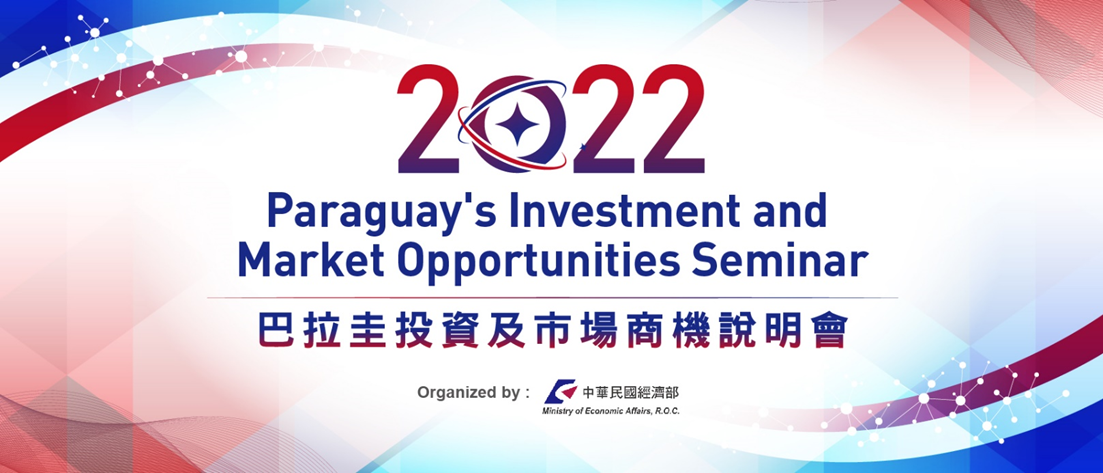 2022
Paraguay's Investment and
Market Opportunities Seminar
巴拉圭投資及市場商機說明會
Organized by :
中華民國經濟部
Ministry of Economic Affairs, R.O.C.